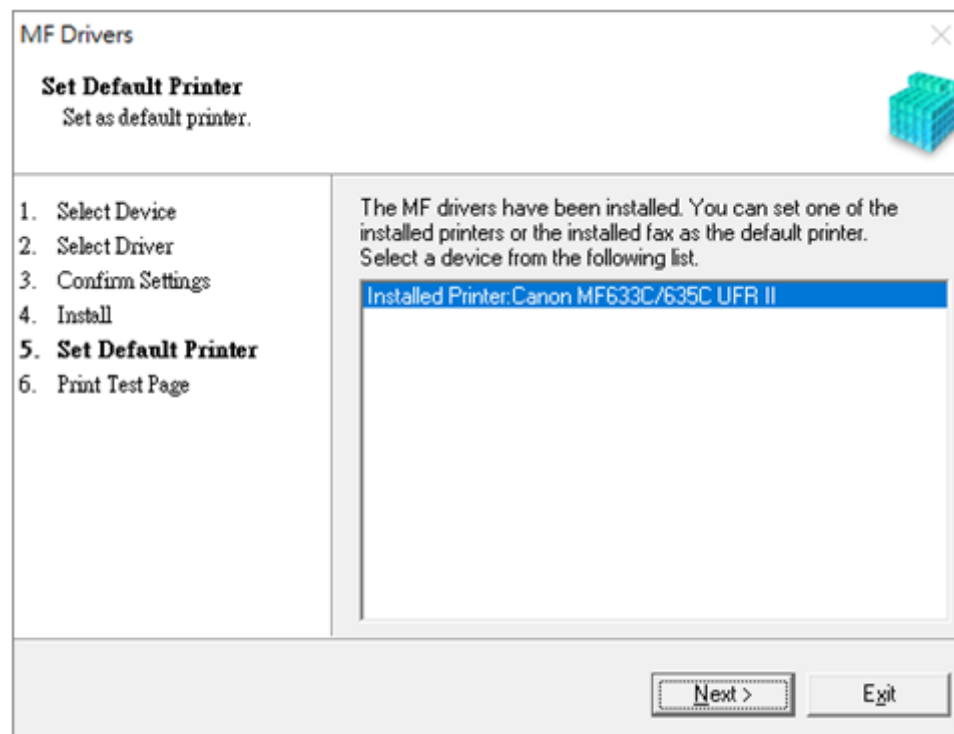 MF Drivers
Set Default Printer
Set as default printer.
1. Select Device
2. Select Driver
3. Confirm Settings
4. Install
5. Set Default Printer
6. Print Test Page
The MF drivers have been installed. You can set one of the
installed printers or the installed fax as the default printer.
Select a device from the following list.
Installed Printer:Canon MF633C/635C UFR II
Next >
Exit